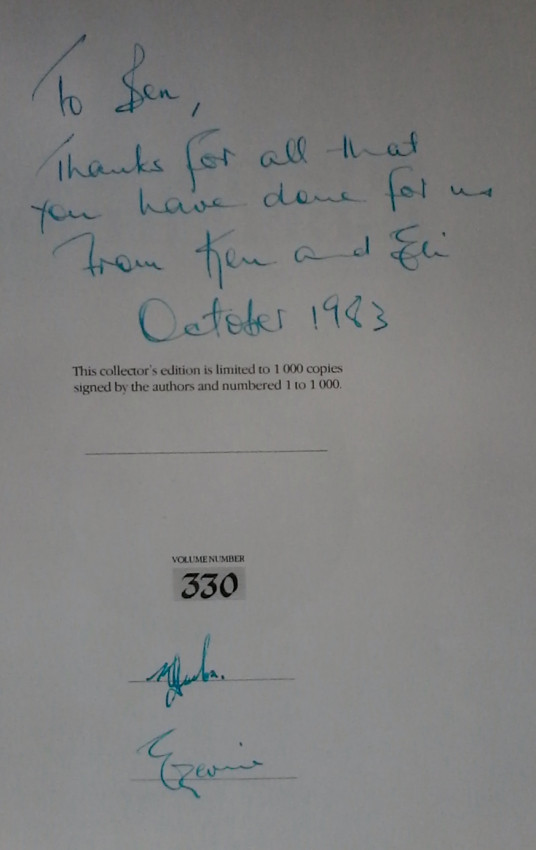 To Ben,
Thanks for all that
you have done for us
From Ken and Eli
October 1983
This collector's edition is limited to 1 000 copies
signed by the authors and numbered 1 to 1 000.
VOLUME NUMBER
330